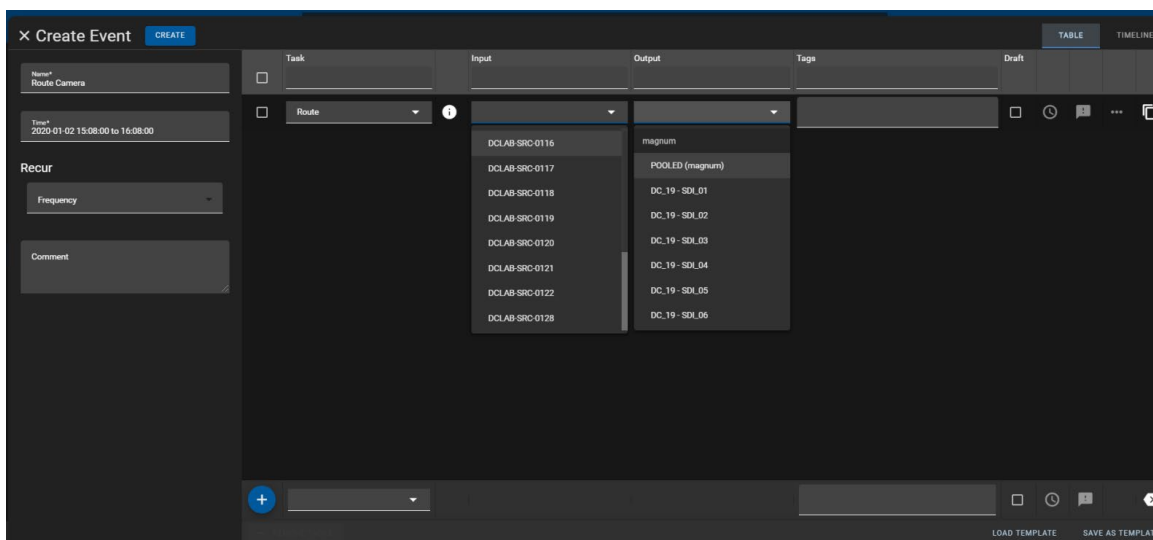 Create Event
CREATE
TABLE
TIMELINE
Name*
Route Camera
Time*
2020-01-02 15:08:00 to 16:08:00
Recur
Frequency
Comment
Task
Input
Output
Tags
Draft
Route
DCLAB-SRC-0116
DCLAB-SRC-0117
DCLAB-SRC-0118
DCLAB-SRC-0119
DCLAB-SRC-0120
DCLAB-SRC-0121
DCLAB-SRC-0122
DCLAB-SRC-0128
magnum
POOLED (magnum)
DC_19 - SDI_01
DC_19 - SDI_02
DC_19 - SDI_03
DC_19 - SDI_04
DC_19 - SDI_05
DC_19 - SDI_06
LOAD TEMPLATE
SAVE AS TEMPLAT